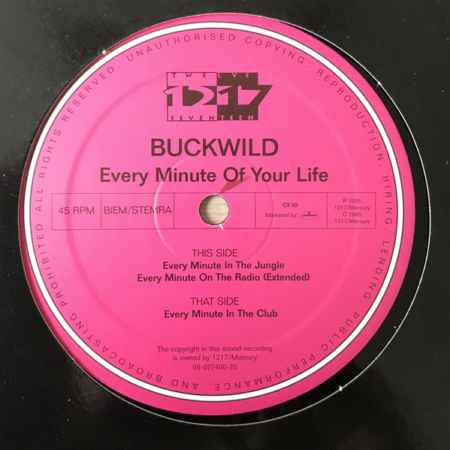 ALL RIGHTS RESERVED. UNAUTHORISED COPYING, REPRODUCTION, HIRING, LENDING, PUBLIC PERFORMANCE, AND BROADCASTING PROHIBITED.
TWELVE
1217
SEVENTEEN
BUCKWILD
Every Minute Of Your Life
45 RPM
BIEM/STEMRA
CX 02
Marketed by
P 1995
1217/Mercury
C 1995
1217/Mercury
THIS SIDE
Every Minute In The Jungle
Every Minute On The Radio (Extended)
THAT SIDE
Every Minute In The Club
The copyright in this sound recording
is owned by 1217/Mercury
08-027400-20